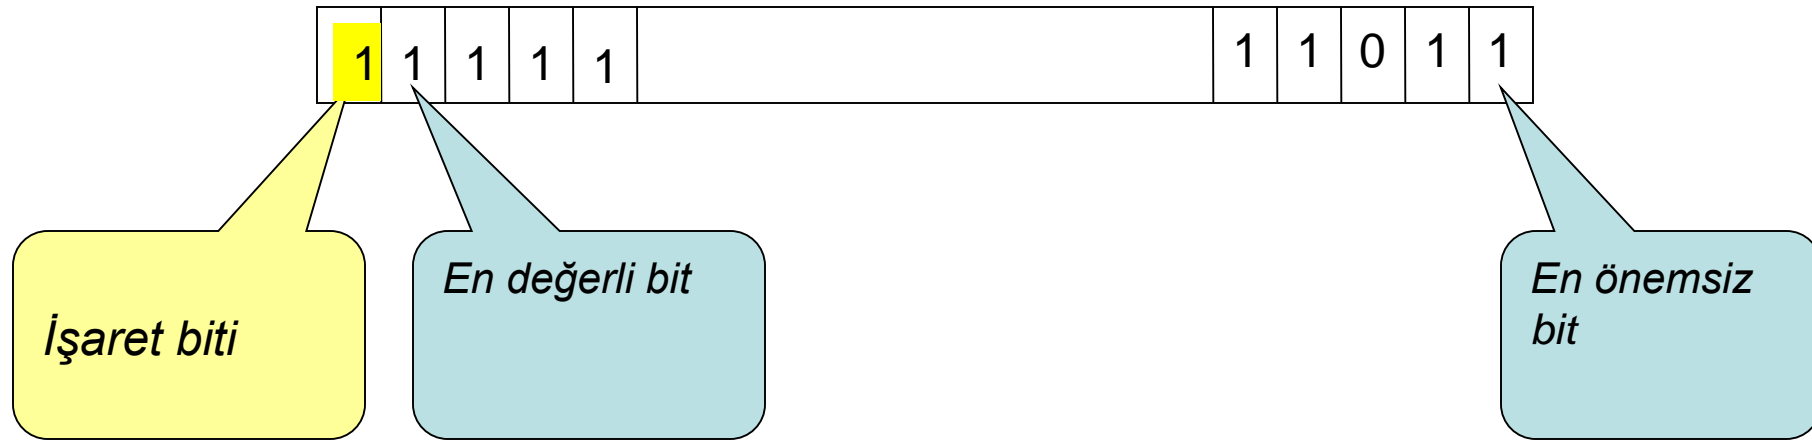 1 1 1 1 1 1 1 0 1 1
İşaret biti
En değerli bit
En önemsiz
bit